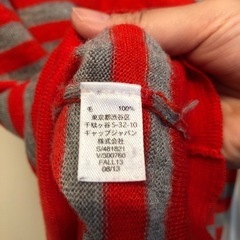 毛 100%
東京都渋谷区
千駄ヶ谷5-32-10
ギャップジャパン
株式会社
S/481821
V/300760
FALL13
08/13